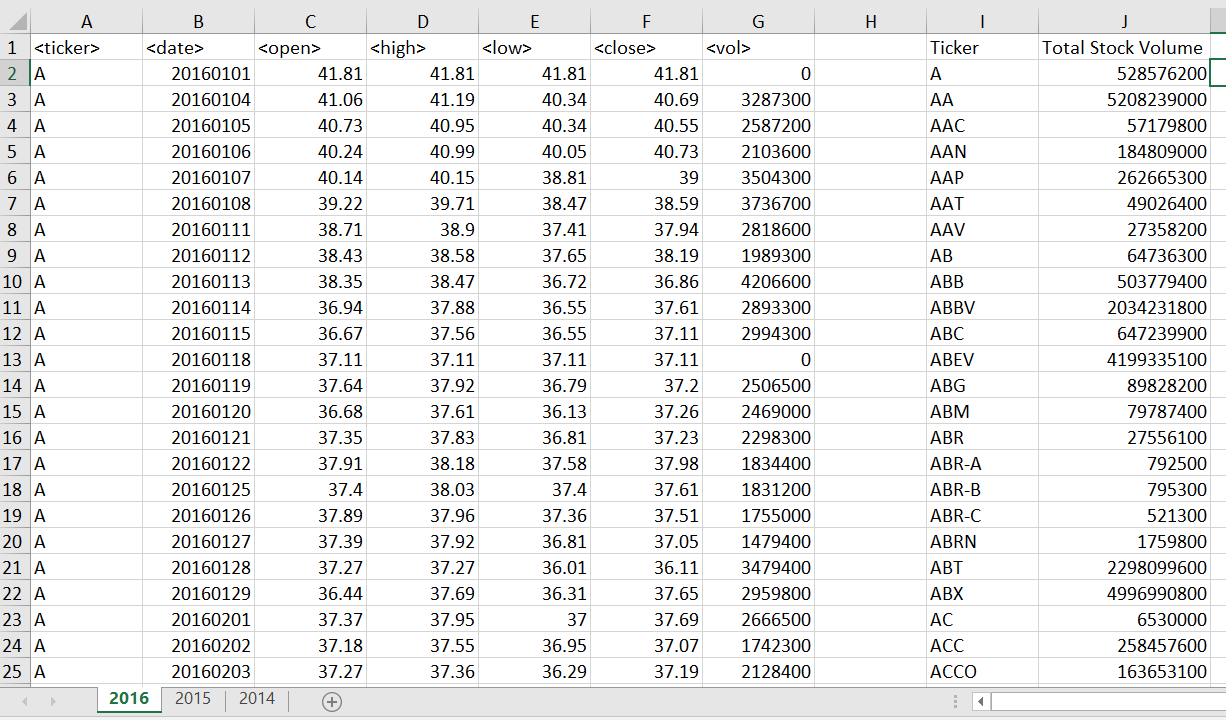 A B C D E F G H I J
1 <ticker> <date> <open> <high> <low> <close> <vol> Ticker Total Stock Volume
2 A 20160101 41.81 41.81 41.81 41.81 0 A 528576200
3 A 20160104 41.06 41.19 40.34 40.69 3287300 AA 5208239000
4 A 20160105 40.73 40.95 40.34 40.55 2587200 AAC 57179800
5 A 20160106 40.24 40.99 40.05 40.73 2103600 AAN 184809000
6 A 20160107 40.14 40.15 38.81 39 3504300 AAP 262665300
7 A 20160108 39.22 39.71 38.47 38.59 3736700 AAT 49026400
8 A 20160111 38.71 38.9 37.41 37.94 2818600 AAV 27358200
9 A 20160112 38.43 38.58 37.65 38.19 1989300 AB 64736300
10 A 20160113 38.35 38.47 36.72 36.86 4206600 ABB 503779400
11 A 20160114 36.94 37.88 36.55 37.61 2893300 ABBV 2034231800
12 A 20160115 36.67 37.56 36.55 37.11 2994300 ABC 647239900
13 A 20160118 37.11 37.11 37.11 37.11 0 ABEV 4199335100
14 A 20160119 37.64 37.92 36.79 37.2 2506500 ABG 89828200
15 A 20160120 36.68 37.61 36.13 37.26 2469000 ABM 79787400
16 A 20160121 37.35 37.83 36.81 37.23 2298300 ABR 27556100
17 A 20160122 37.91 38.18 37.58 37.98 1834400 ABR-A 792500
18 A 20160125 37.4 38.03 37.4 37.61 1831200 ABR-B 795300
19 A 20160126 37.89 37.96 37.36 37.51 1755000 ABR-C 521300
20 A 20160127 37.39 37.92 36.81 37.05 1479400 ABRN 1759800
21 A 20160128 37.27 37.27 36.01 36.11 3479400 ABT 2298099600
22 A 20160129 36.44 37.69 36.31 37.65 2959800 ABX 4996990800
23 A 20160201 37.37 37.95 37 37.69 2666500 AC 6530000
24 A 20160202 37.18 37.55 36.95 37.07 1742300 ACC 258457600
25 A 20160203 37.27 37.36 36.29 37.19 2128400 ACCO 163653100
2016 2015 2014